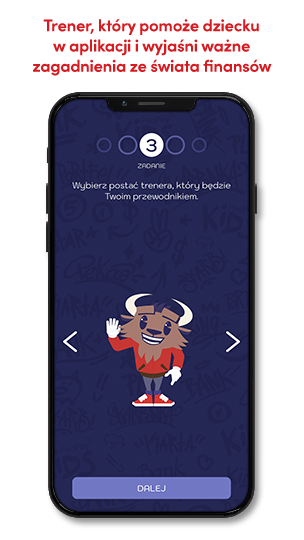 Trener, który pomoże dziecku
w aplikacji i wyjaśni ważne
zagadnienia ze świata finansów
3
ZADANIE
Wybierz postać trenera, który będzie
Twoim przewodnikiem.
DALEJ